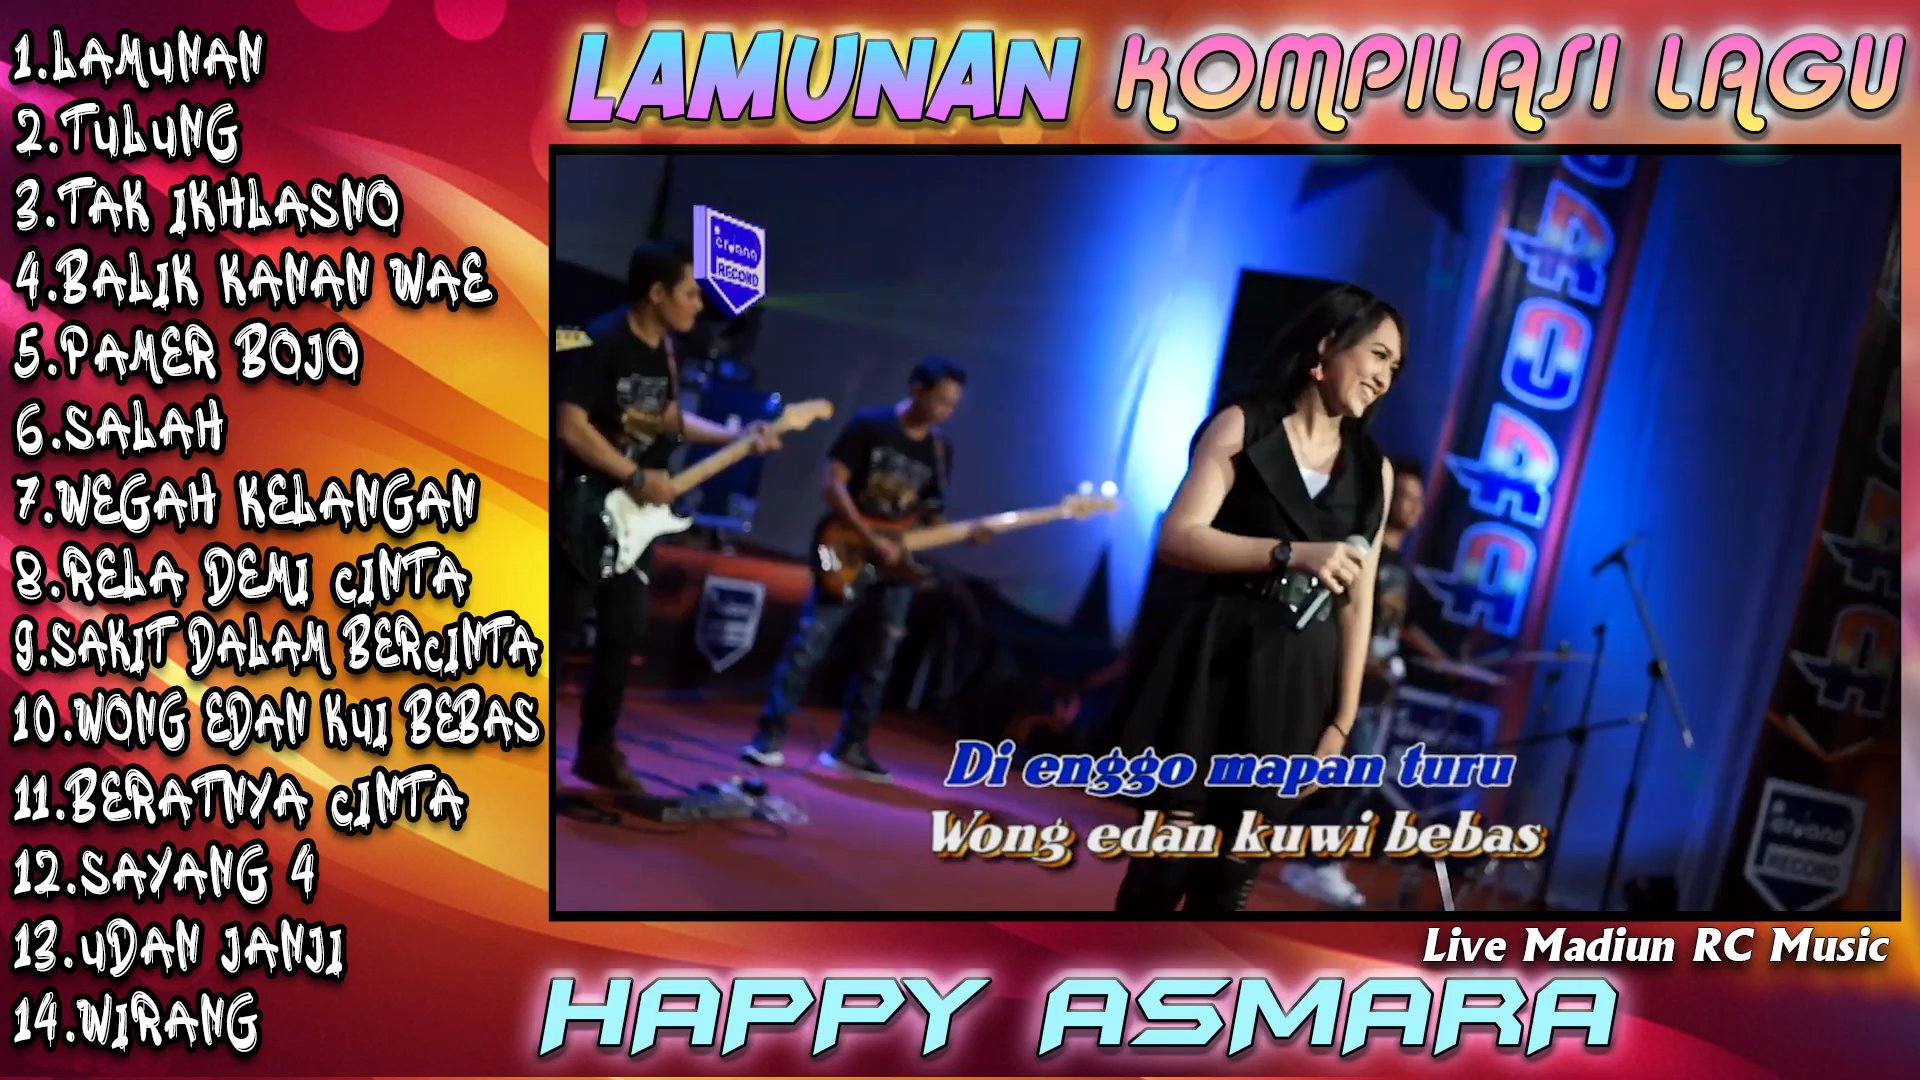 1.LAMUNAN
2.TULUNG
3.TAK IKHLASNO
4.BALIK KANAN WAE
5.PAMER BOJO
6.SALAH
7.WEGAH KELANGAN
8.RELA DEMI CINTA
9.SAKIT DALAM BERCINTA
10.WONG EDAN KUI BEBAS
11.BERATNYA CINTA
12.SAYANG 4
13.UDAN JANJI
14.WIRANG
LAMUNAN KOMPILASI LAGU
RECORD
Di enggo mapan turu
Wong edan kuwi bebas
RECORD
Live Madiun RC Music
HAPPY ASMARA